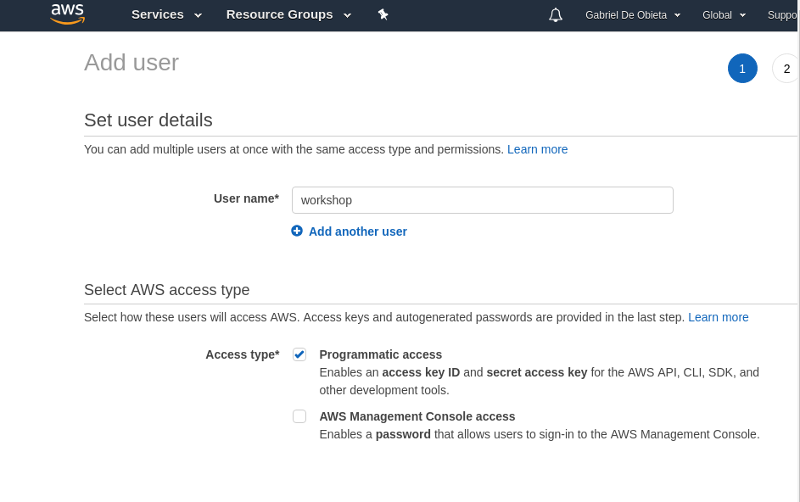 aws Services Resource Groups Gabriel De Obieta Global Suppo
Add user
1 2
Set user details
You can add multiple users at once with the same access type and permissions. Learn more
User name* workshop
Add another user
Select AWS access type
Select how these users will access AWS. Access keys and autogenerated passwords are provided in the last step. Learn more
Access type* Programmatic access
Enables an access key ID and secret access key for the AWS API, CLI, SDK, and
other development tools.
AWS Management Console access
Enables a password that allows users to sign-in to the AWS Management Console.